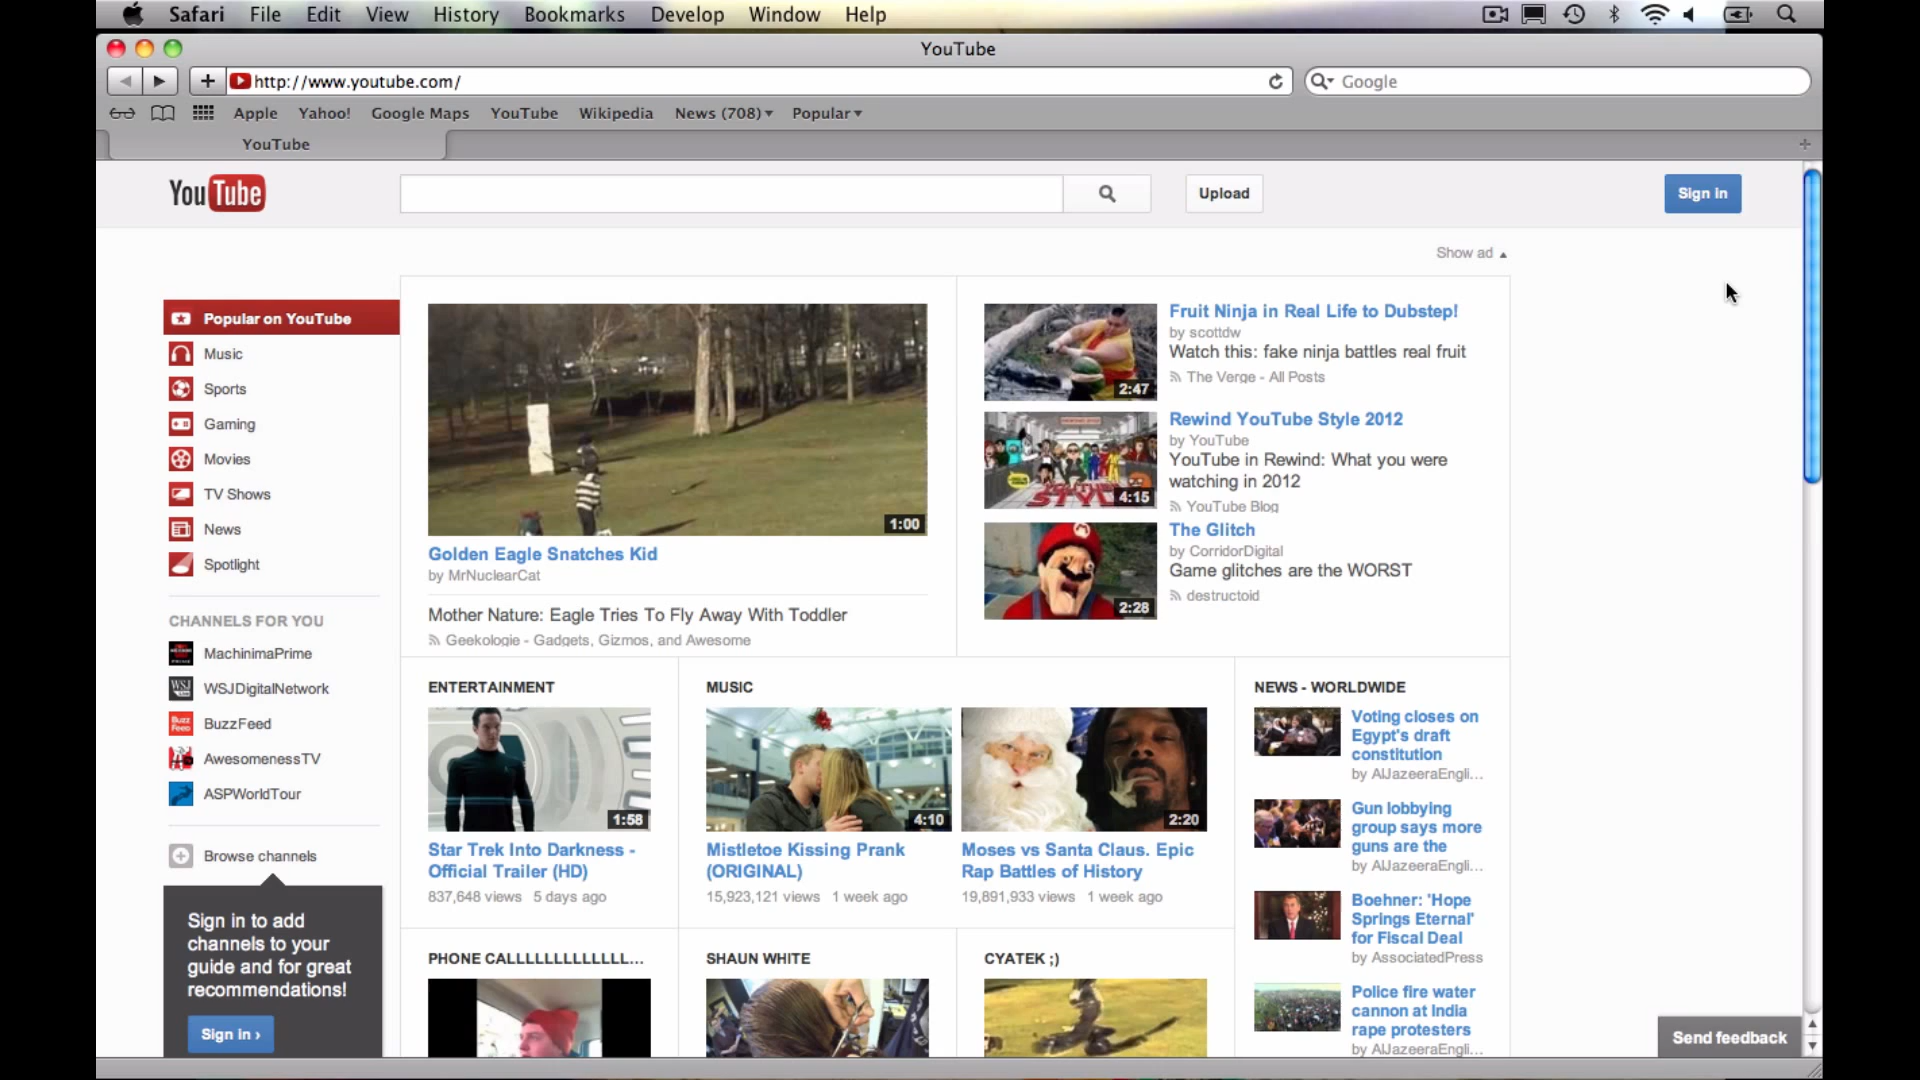 Safari File Edit View History Bookmarks Develop Window Help
YouTube
http://www.youtube.com/
Google
Apple Yahoo! Google Maps YouTube Wikipedia News (708) Popular
YouTube
YouTube
Upload
Sign In
Show ad
Popular on YouTube
Music
Sports
Gaming
Movies
TV Shows
News
Spotlight
CHANNELS FOR YOU
MachinimaPrime
WSJ
WSJDigitalNetwork
BuzzFeed
BuzzFeed
AwesomenessTV
ASPWorldTour
Browse channels
Sign in to add
channels to your
guide and for great
recommendations!
Sign In ›
1:00
Golden Eagle Snatches Kid
by MrNuclearCat
Mother Nature: Eagle Tries To Fly Away With Toddler
Geekologie - Gadgets, Gizmos, and Awesome
2:47
Fruit Ninja in Real Life to Dubstep!
by scottdw
Watch this: fake ninja battles real fruit
The Verge - All Posts
4:15
Rewind YouTube Style 2012
by YouTube
YouTube in Rewind: What you were
watching in 2012
YouTube Blog
2:28
The Glitch
by CorridorDigital
Game glitches are the WORST
destructoid
ENTERTAINMENT
1:58
Star Trek Into Darkness -
Official Trailer (HD)
837,648 views 5 days ago
MUSIC
4:10
Mistletoe Kissing Prank
(ORIGINAL)
15,923,121 views 1 week ago
2:20
Moses vs Santa Claus. Epic
Rap Battles of History
19,891,933 views 1 week ago
NEWS - WORLDWIDE
Voting closes on
Egypt's draft
constitution
by AlJazeeraEngli...
Gun lobbying
group says more
guns are the
by AlJazeeraEngli...
Boehner: 'Hope
Springs Eternal'
for Fiscal Deal
by AssociatedPress
Police fire water
cannon at India
rape protesters
by AlJazeeraEngli...
PHONE CALLLLLLLLLLLLL...
SHAUN WHITE
CYATEK ;)
Send feedback